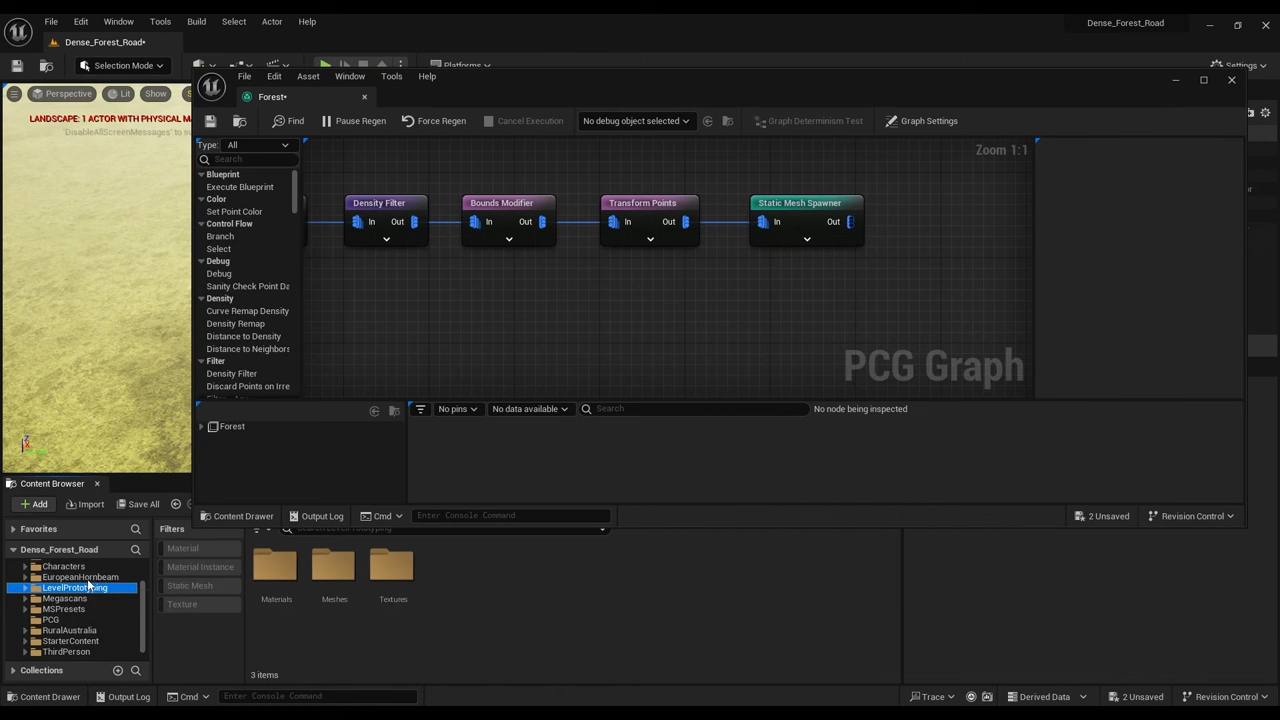 File Edit Window Tools Build Select Actor Help
Dense_Forest_Road
Dense_Forest_Road*
Selection Mode
Platforms
Settings
File Edit Asset Window Tools Help
Perspective Lit Show
Forest*
LANDSCAPE: 1 ACTOR WITH PHYSICAL M
'DisableAllScreenMessages' to su
Find Pause Regen Force Regen Cancel Execution No debug object selected Graph Determinism Test Graph Settings
Type: All
Zoom 1:1
Search
Blueprint
Execute Blueprint
Color
Set Point Color
Control Flow
Branch
Select
Debug
Debug
Sanity Check Point Da
Density
Curve Remap Density
Density Remap
Distance to Density
Distance to Neighbors
Filter
Density Filter
Discard Points on Irre
Density Filter
In Out
Bounds Modifier
In Out
Transform Points
In Out
Static Mesh Spawner
In Out
PCG Graph
No pins No data available Search No node being inspected
Forest
Content Drawer Output Log Cmd Enter Console Command 2 Unsaved Revision Control
Content Browser
Add Import Save All
Favorites
Dense_Forest_Road
Characters
EuropeanHornbeam
LevelPrototyping
Megascans
MSPresets
PCG
RuralAustralia
StarterContent
ThirdPerson
Collections
Filters
Material
Material Instance
Static Mesh
Texture
Materials Meshes Textures
3 items
Content Drawer Output Log Cmd Enter Console Command Trace Derived Data 2 Unsaved Revision Control